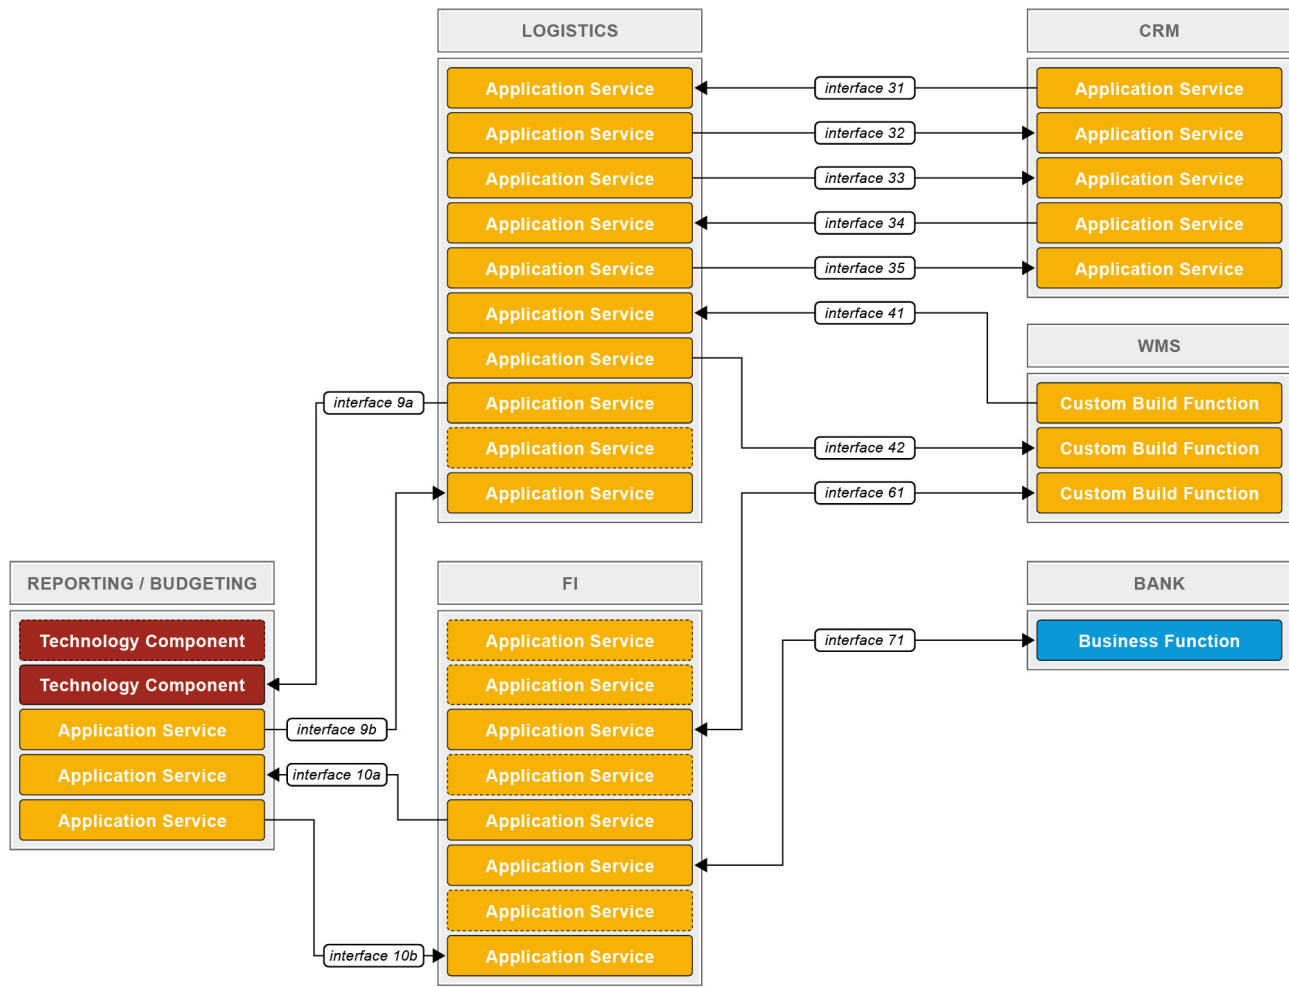 LOGISTICS
Application Service
Application Service
Application Service
Application Service
Application Service
Application Service
Application Service
Application Service
Application Service
Application Service
interface 31
interface 32
interface 33
interface 34
interface 35
interface 41
interface 42
interface 61
CRM
Application Service
Application Service
Application Service
Application Service
Application Service
WMS
Custom Build Function
Custom Build Function
Custom Build Function
interface 9a
REPORTING / BUDGETING
Technology Component
Technology Component
Application Service
Application Service
Application Service
interface 9b
interface 10a
interface 10b
FI
Application Service
Application Service
Application Service
Application Service
Application Service
Application Service
Application Service
Application Service
interface 71
BANK
Business Function